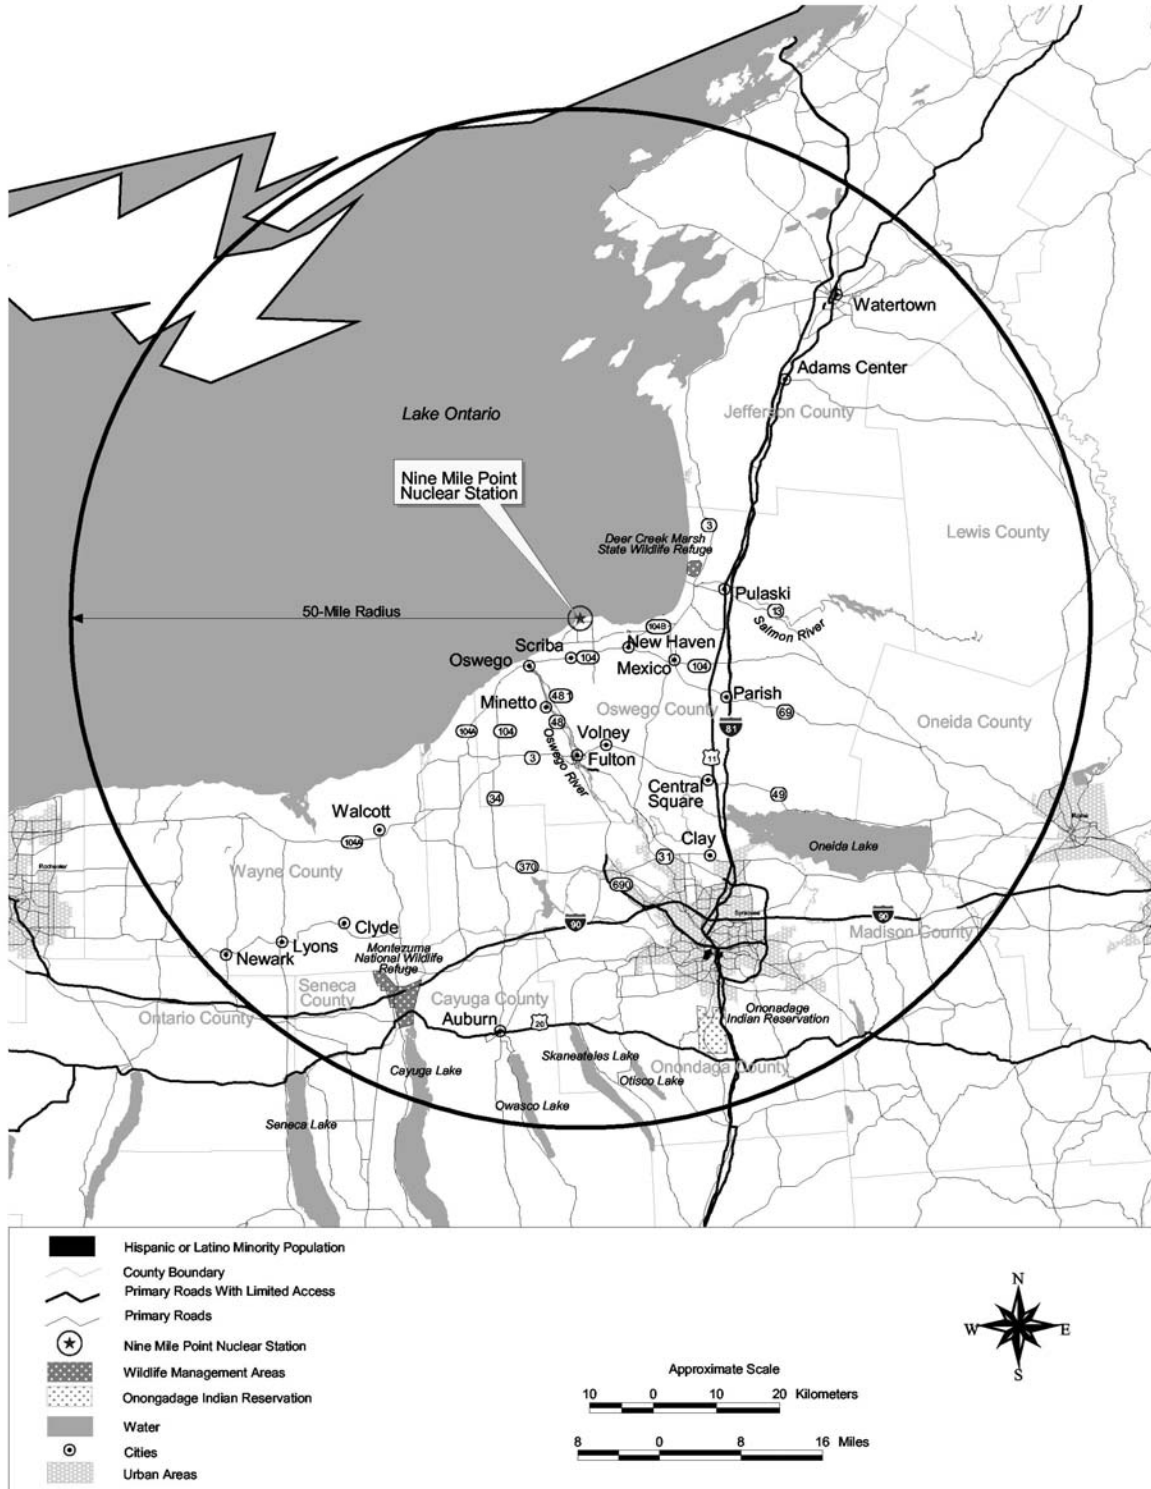 Watertown
Adams Center
Jefferson County
Lake Ontario
Nine Mile Point
Nuclear Station
3
Deer Creek Marsh
State Wildlife Refuge
Lewis County
Pulaski
13
Salmon River
50-Mile Radius
104B
New Haven
Scriba
104
Oswego
Mexico
104
Parish
481
Minetto
48
Oswego County
69
Oneida County
81
104A
104
Oswego River
Volney
3
Fulton
11
Central
Square
49
34
Walcott
104A
Clay
Oneida Lake
Rome
Rochester
Wayne County
370
31
690
Syracuse
90
90
Madison County
Clyde
Lyons
Newark
Montezuma
National Wildlife
Refuge
Seneca
County
Cayuga County
Ontario County
Auburn
20
Ononadage
Indian Reservation
Skaneateles Lake
Onondaga County
Otisco Lake
Cayuga Lake
Owasco Lake
Seneca Lake
Hispanic or Latino Minority Population
County Boundary
Primary Roads With Limited Access
Primary Roads
Nine Mile Point Nuclear Station
Wildlife Management Areas
Onongadage Indian Reservation
Water
Cities
Urban Areas
Approximate Scale
10 0 10 20 Kilometers
8 0 8 16 Miles
N
W E
S